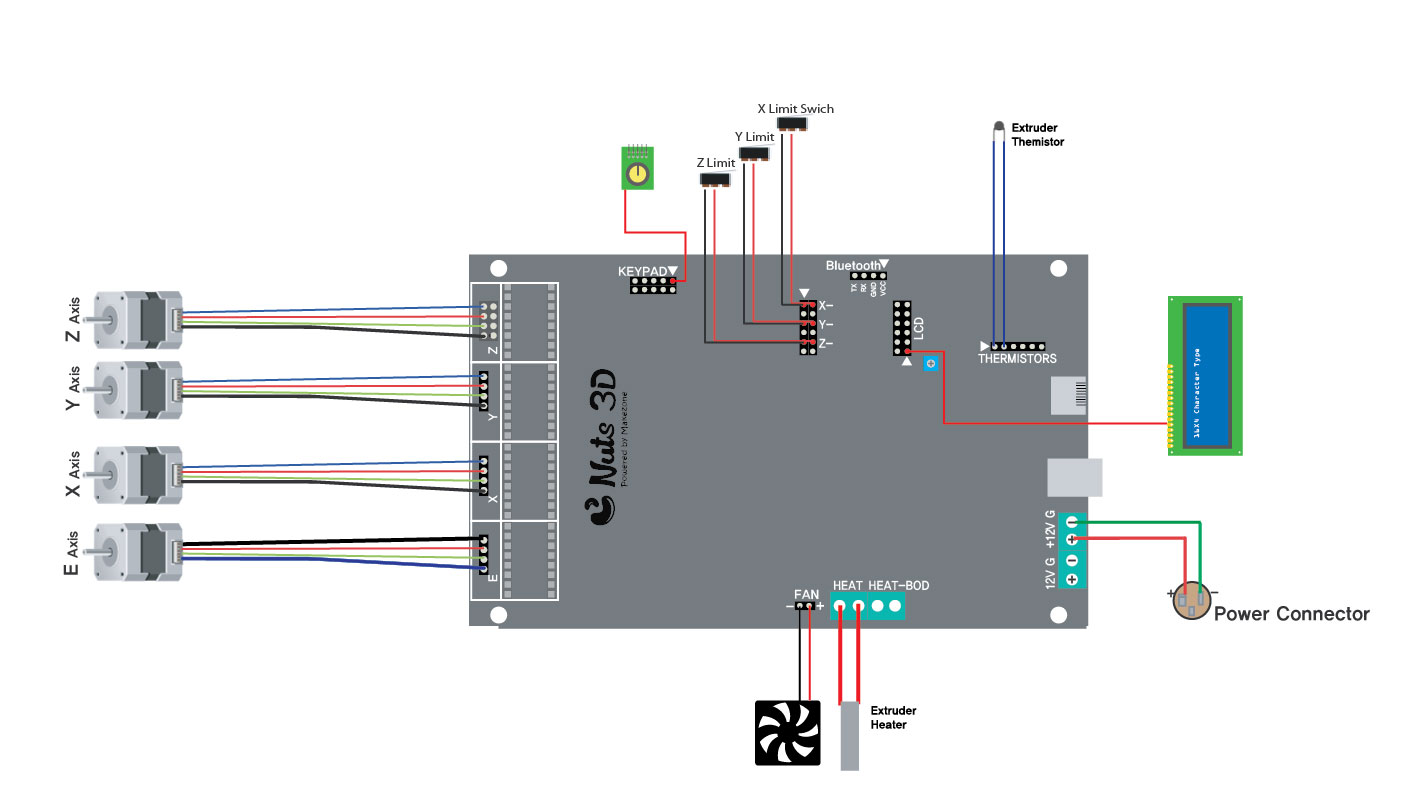 X Limit Swich
Y Limit
Z Limit
Extruder
Themistor
KEYPAD
Bluetooth
TX
RX
GND
VCC
X-
Y-
Z-
LCD
THERMISTORS
16X4 Character Type
Z Axis
Y Axis
X Axis
E Axis
Z
Y
X
E
Nuts 3D
Powered by MakeZone
+12V G
12V G
+
-
Power Connector
FAN
-
+
HEAT HEAT-BOD
Extruder
Heater